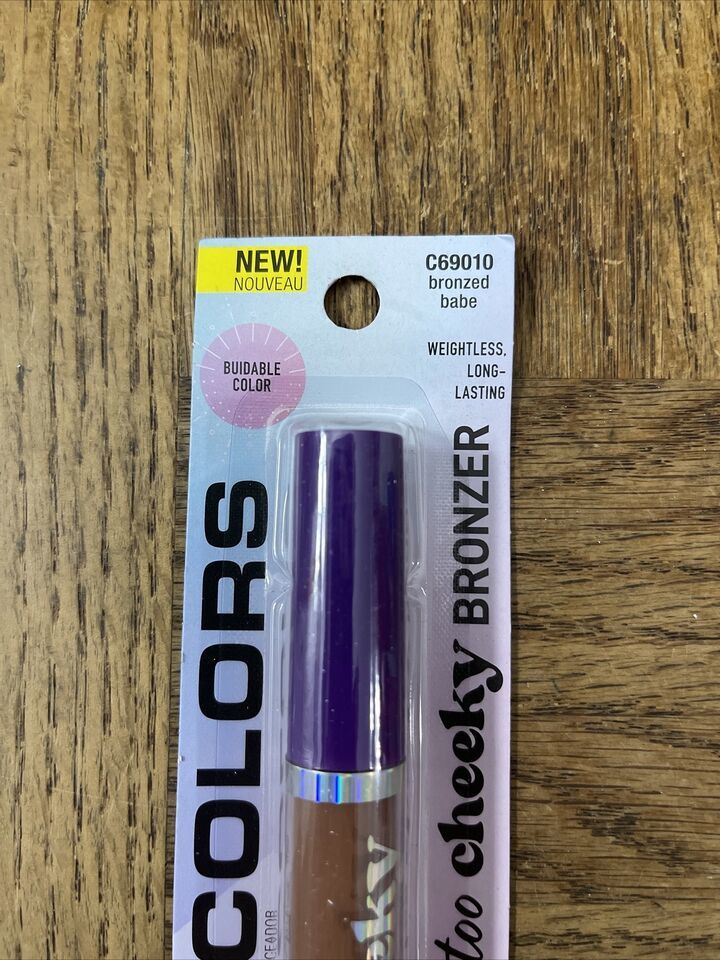 NEW!
NOUVEAU
C69010
bronzed
babe
BUIDABLE
COLOR
WEIGHTLESS,
LONG-
LASTING
COLORS
too cheeky BRONZER